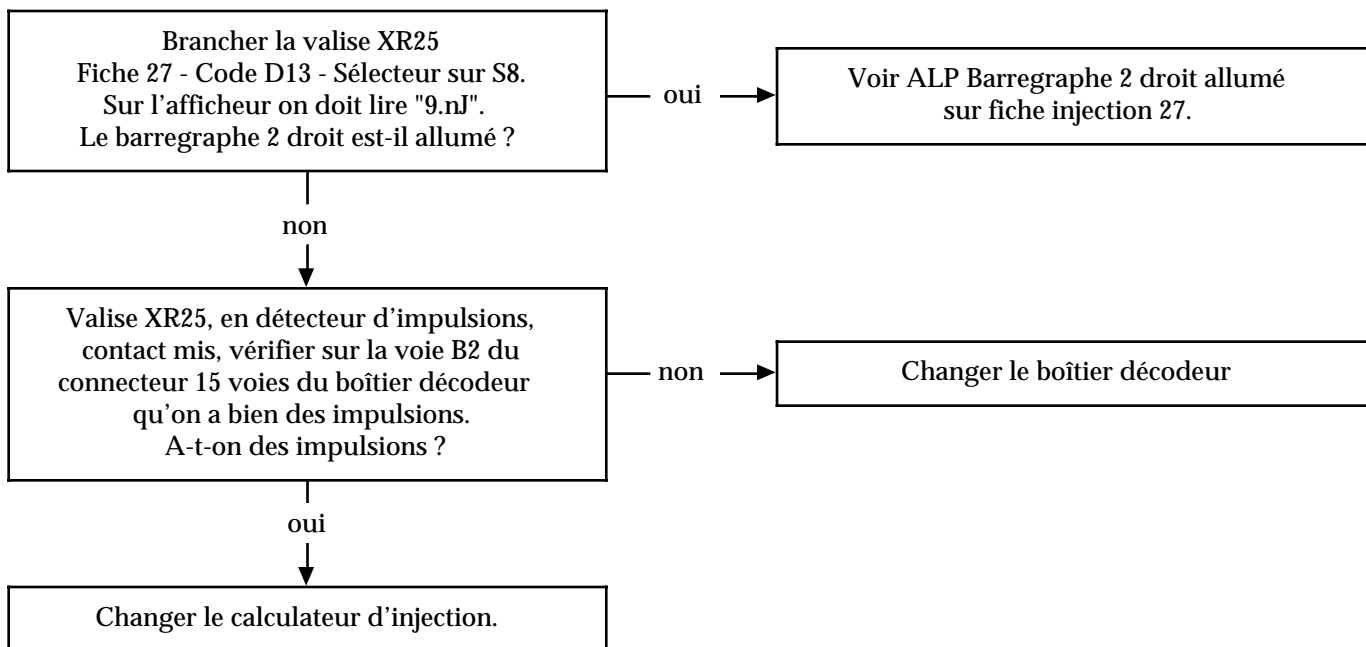 Brancher la valise XR25
Fiche 27 - Code D13 - Sélecteur sur S8.
Sur l'afficheur on doit lire "9.nJ".
Le barregraphe 2 droit est-il allumé ?
oui
Voir ALP Barregraphe 2 droit allumé
sur fiche injection 27.
non
Valise XR25, en détecteur d'impulsions,
contact mis, vérifier sur la voie B2 du
connecteur 15 voies du boîtier décodeur
qu'on a bien des impulsions.
A-t-on des impulsions ?
non
Changer le boîtier décodeur
oui
Changer le calculateur d'injection.